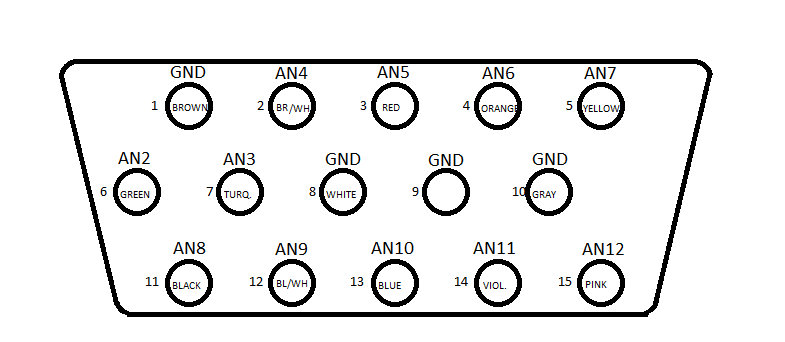 GND AN4 AN5 AN6 AN7
1 BROWN 2 BR/WH 3 RED 4 ORANGE 5 YELLOW
AN2 AN3 GND GND GND
6 GREEN 7 TURQ. 8 WHITE 9 10 GRAY
AN8 AN9 AN10 AN11 AN12
11 BLACK 12 BL/WH 13 BLUE 14 VIOL. 15 PINK